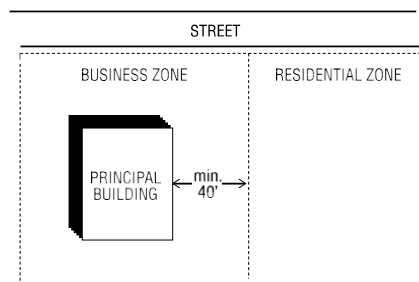 STREET
BUSINESS ZONE
RESIDENTIAL ZONE
PRINCIPAL
BUILDING
min.
40'